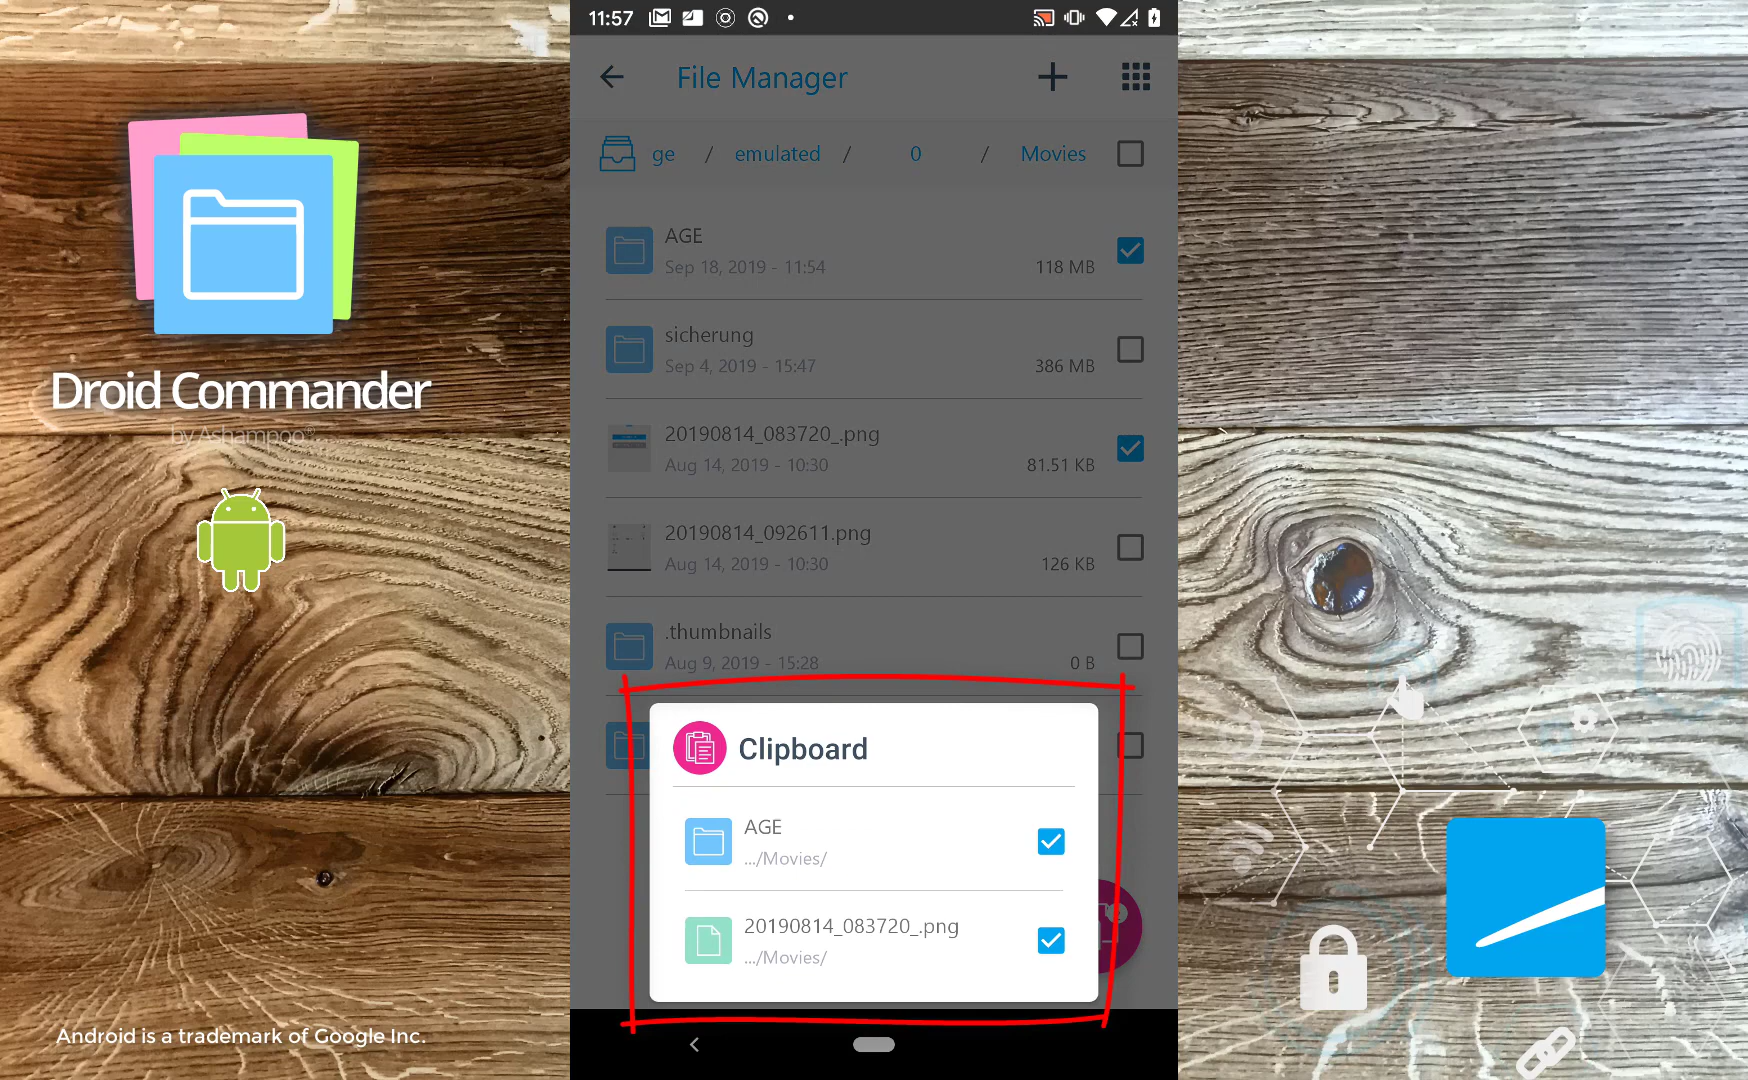 11:57
File Manager
ge / emulated / 0 / Movies
AGE
Sep 18, 2019 - 11:54
118 MB
sicherung
Sep 4, 2019 - 15:47
386 MB
20190814_083720_.png
Aug 14, 2019 - 10:30
81.51 KB
20190814_092611.png
Aug 14, 2019 - 10:30
126 KB
.thumbnails
Aug 9, 2019 - 15:28
0 B
Clipboard
AGE
.../Movies/
20190814_083720_.png
.../Movies/
Droid Commander
by Ashampoo®
Android is a trademark of Google Inc.